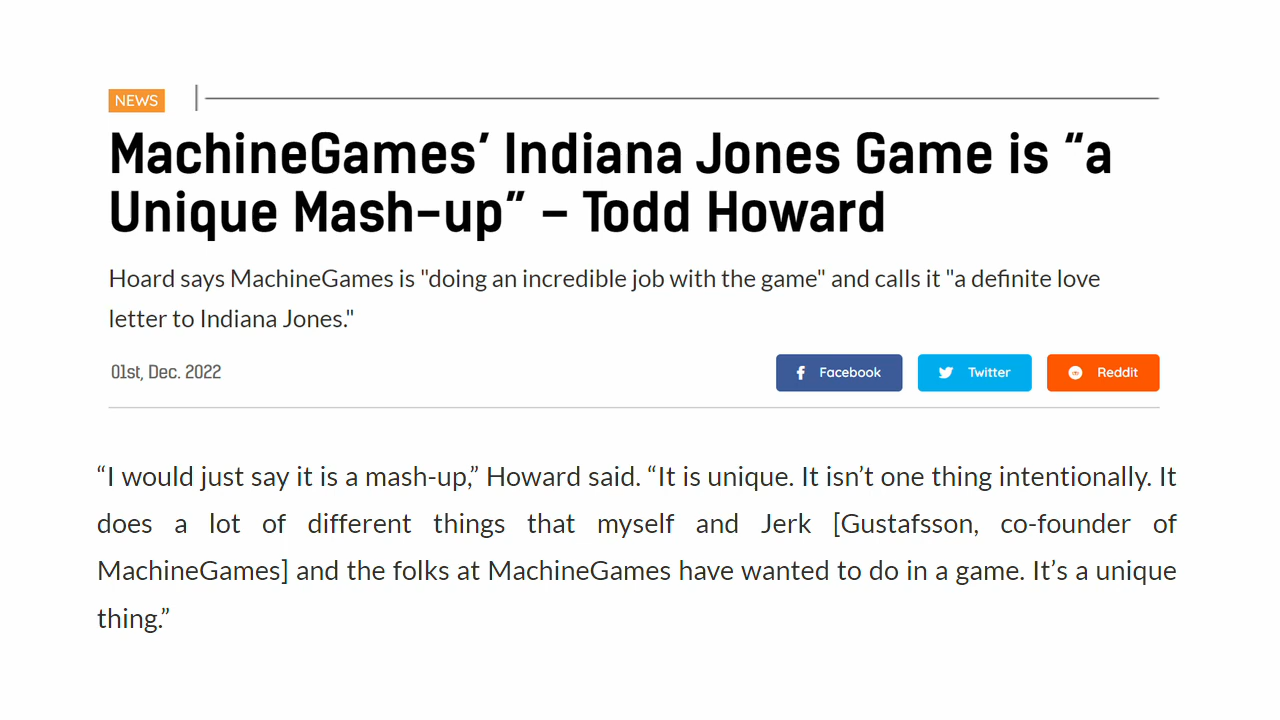 NEWS
MachineGames’ Indiana Jones Game is “a
Unique Mash-up” – Todd Howard
Hoard says MachineGames is "doing an incredible job with the game" and calls it "a definite love
letter to Indiana Jones."
01st, Dec. 2022
Facebook
Twitter
Reddit
“I would just say it is a mash-up,” Howard said. “It is unique. It isn’t one thing intentionally. It
does a lot of different things that myself and Jerk [Gustafsson, co-founder of
MachineGames] and the folks at MachineGames have wanted to do in a game. It’s a unique
thing.”